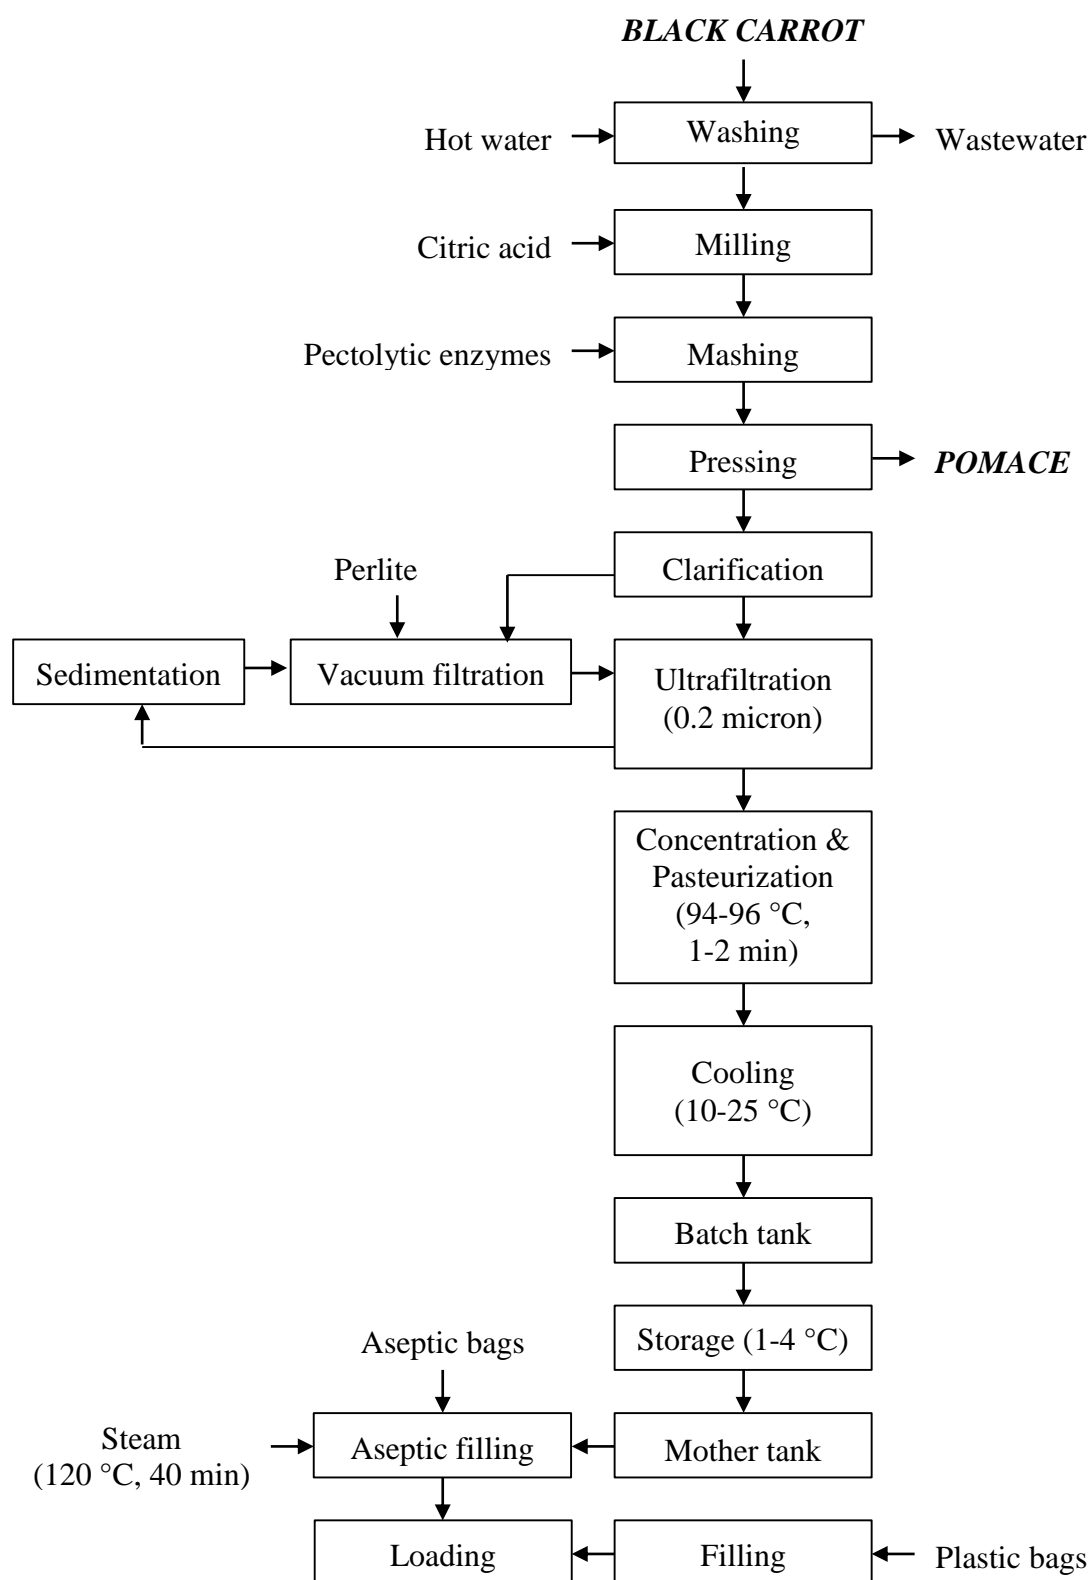 BLACK CARROT
Hot water
Washing
Wastewater
Citric acid
Milling
Pectolytic enzymes
Mashing
Pressing
POMACE
Perlite
Clarification
Sedimentation
Vacuum filtration
Ultrafiltration
(0.2 micron)
Concentration &
Pasteurization
(94-96 °C,
1-2 min)
Cooling
(10-25 °C)
Batch tank
Storage (1-4 °C)
Aseptic bags
Steam
(120 °C, 40 min)
Aseptic filling
Mother tank
Loading
Filling
Plastic bags